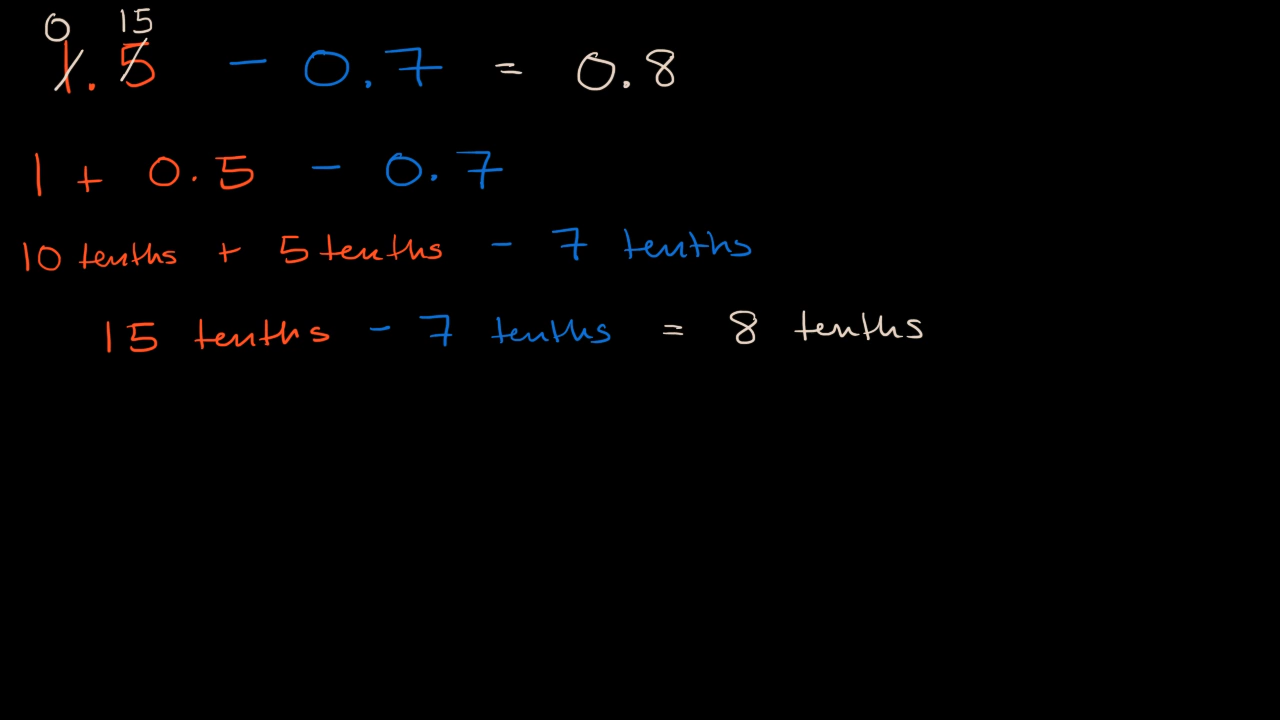 0 15
1.5 - 0.7 = 0.8
1 + 0.5 - 0.7
10 tenths + 5 tenths - 7 tenths
15 tenths - 7 tenths = 8 tenths